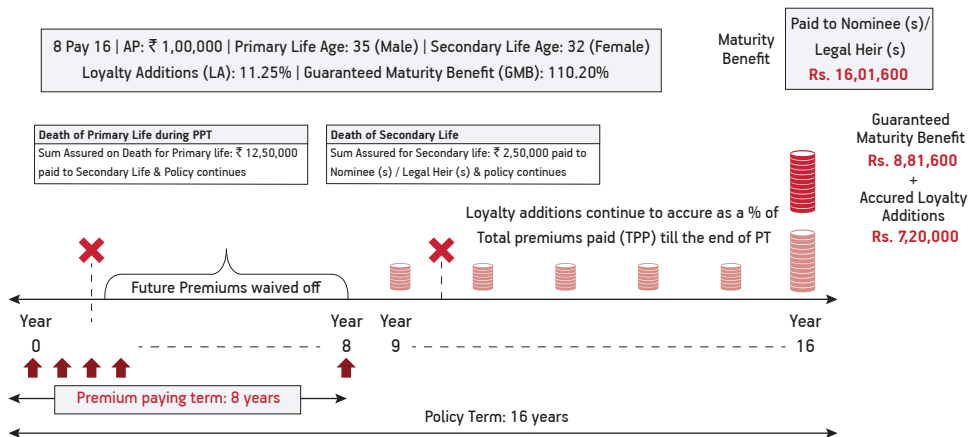 8 Pay 16 | AP: ₹ 1,00,000 | Primary Life Age: 35 (Male) | Secondary Life Age: 32 (Female)
Loyalty Additions (LA): 11.25% | Guaranteed Maturity Benefit (GMB): 110.20%
Maturity
Benefit
Paid to Nominee (s)/
Legal Heir (s)
Rs. 16,01,600
Death of Primary Life during PPT
Sum Assured on Death for Primary life: ₹ 12,50,000
paid to Secondary Life & Policy continues
Death of Secondary Life
Sum Assured for Secondary life: ₹ 2,50,000 paid to
Nominee (s) / Legal Heir (s) & policy continues
Guaranteed
Maturity Benefit
Rs. 8,81,600
+
Accured Loyalty
Additions
Rs. 7,20,000
Loyalty additions continue to accure as a % of
Total premiums paid (TPP) till the end of PT
Future Premiums waived off
Year
0
Year
8
Year
9
Year
16
Premium paying term: 8 years
Policy Term: 16 years